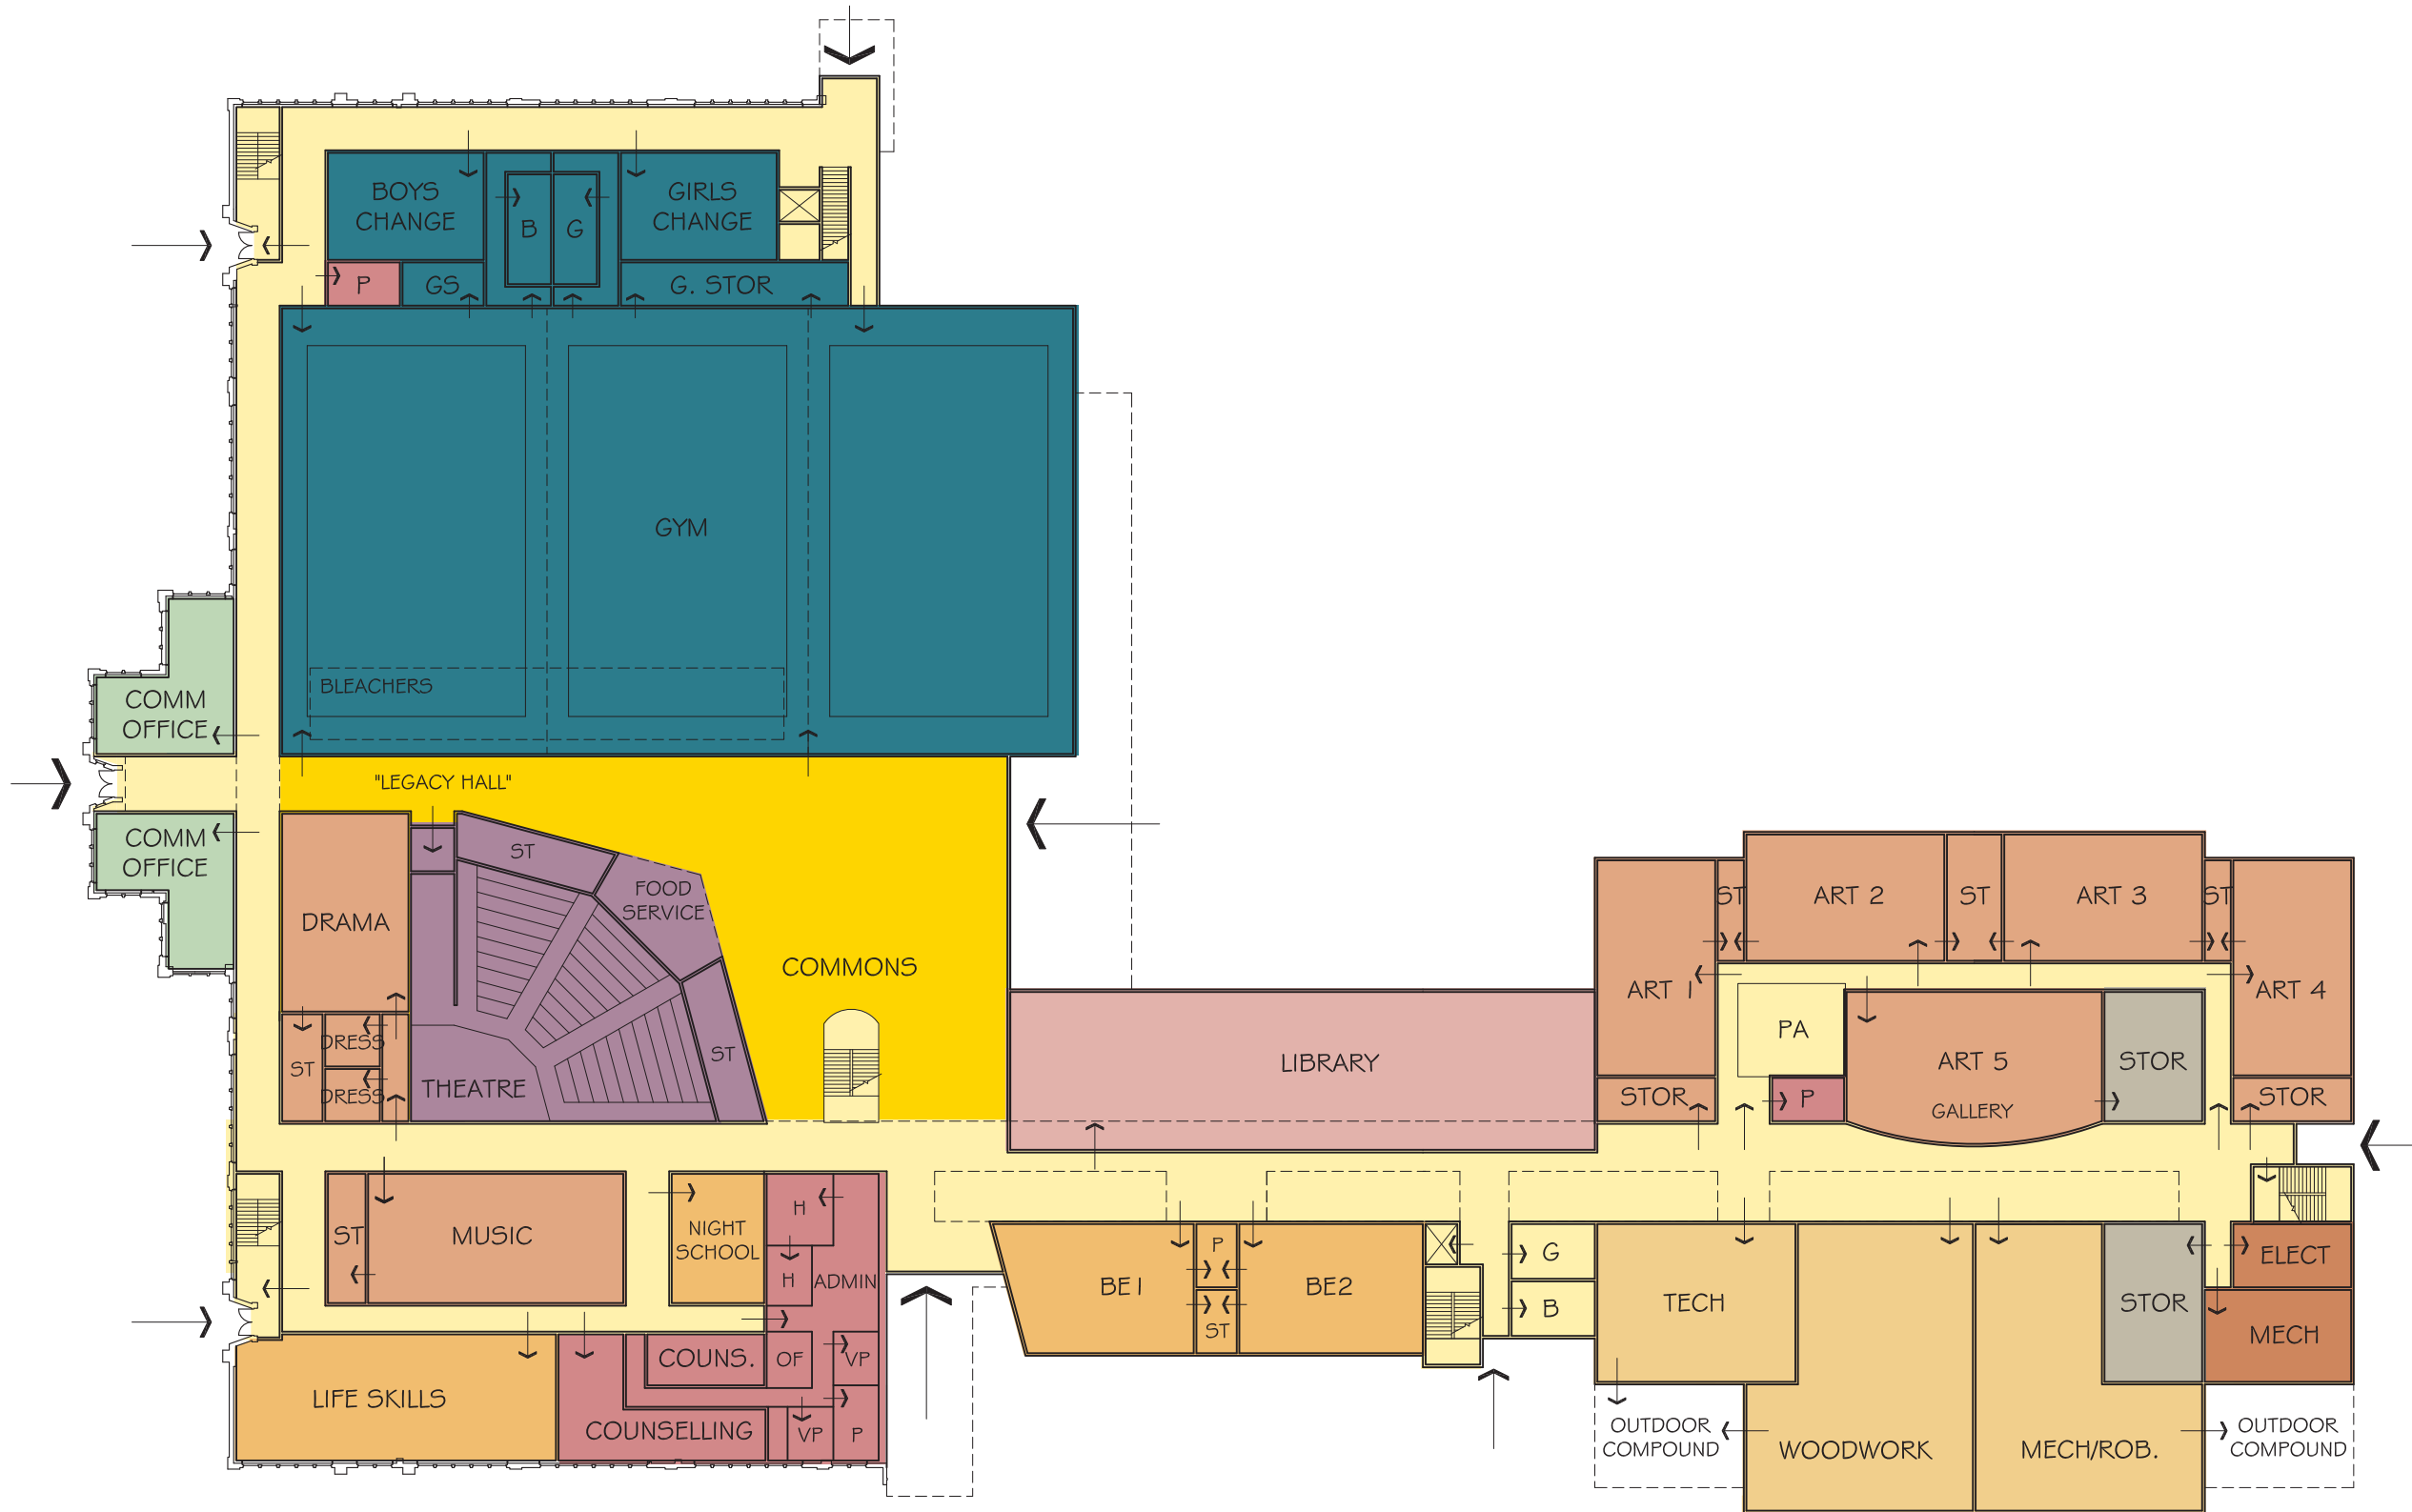 BOYS
CHANGE
B
G
GIRLS
CHANGE
P
GS
G. STOR
GYM
BLEACHERS
COMM
OFFICE
"LEGACY HALL"
COMM
OFFICE
DRAMA
ST
FOOD
SERVICE
COMMONS
ST
DRESS
DRESS
ST
THEATRE
LIBRARY
ART 1
ST
ART 2
ST
ART 3
ST
ART 4
PA
ART 5
STOR
STOR
P
GALLERY
STOR
ST
MUSIC
NIGHT
SCHOOL
H
H
ADMIN
BE1
P
ST
BE2
G
B
TECH
STOR
ELECT
MECH
LIFE SKILLS
COUNS.
OF
VP
COUNSELLING
VP
P
OUTDOOR
COMPOUND
WOODWORK
MECH/ROB.
OUTDOOR
COMPOUND